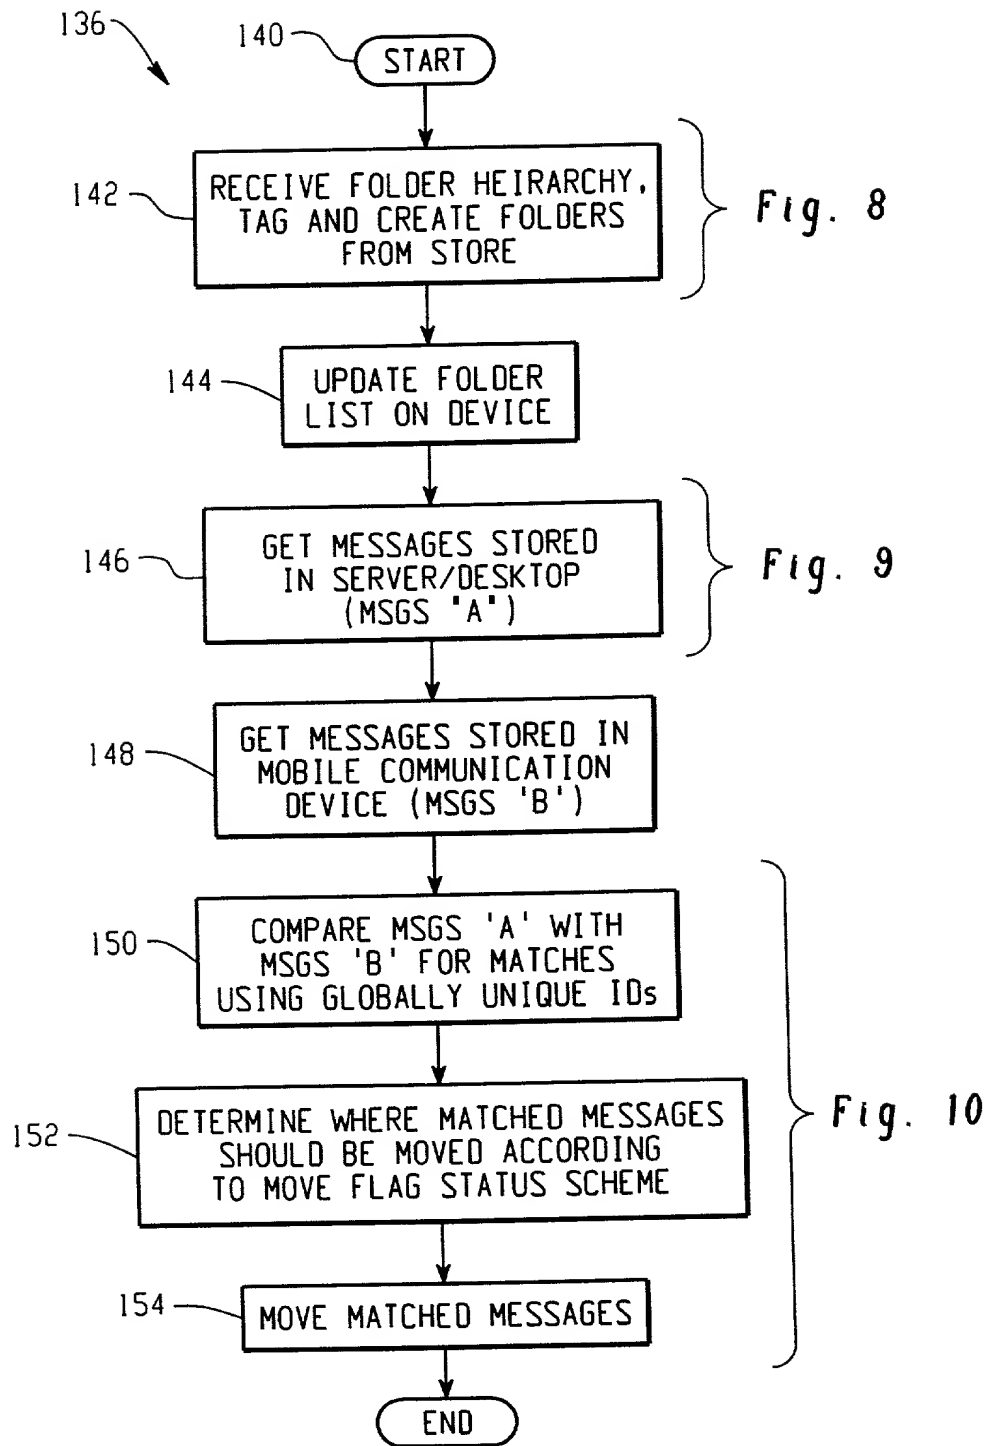 136
140
START
142
RECEIVE FOLDER HEIRARCHY,
TAG AND CREATE FOLDERS
FROM STORE
Fig. 8
144
UPDATE FOLDER
LIST ON DEVICE
146
GET MESSAGES STORED
IN SERVER/DESKTOP
(MSGS "A")
Fig. 9
148
GET MESSAGES STORED IN
MOBILE COMMUNICATION
DEVICE (MSGS 'B')
150
COMPARE MSGS 'A' WITH
MSGS 'B' FOR MATCHES
USING GLOBALLY UNIQUE IDs
152
DETERMINE WHERE MATCHED MESSAGES
SHOULD BE MOVED ACCORDING
TO MOVE FLAG STATUS SCHEME
Fig. 10
154
MOVE MATCHED MESSAGES
END